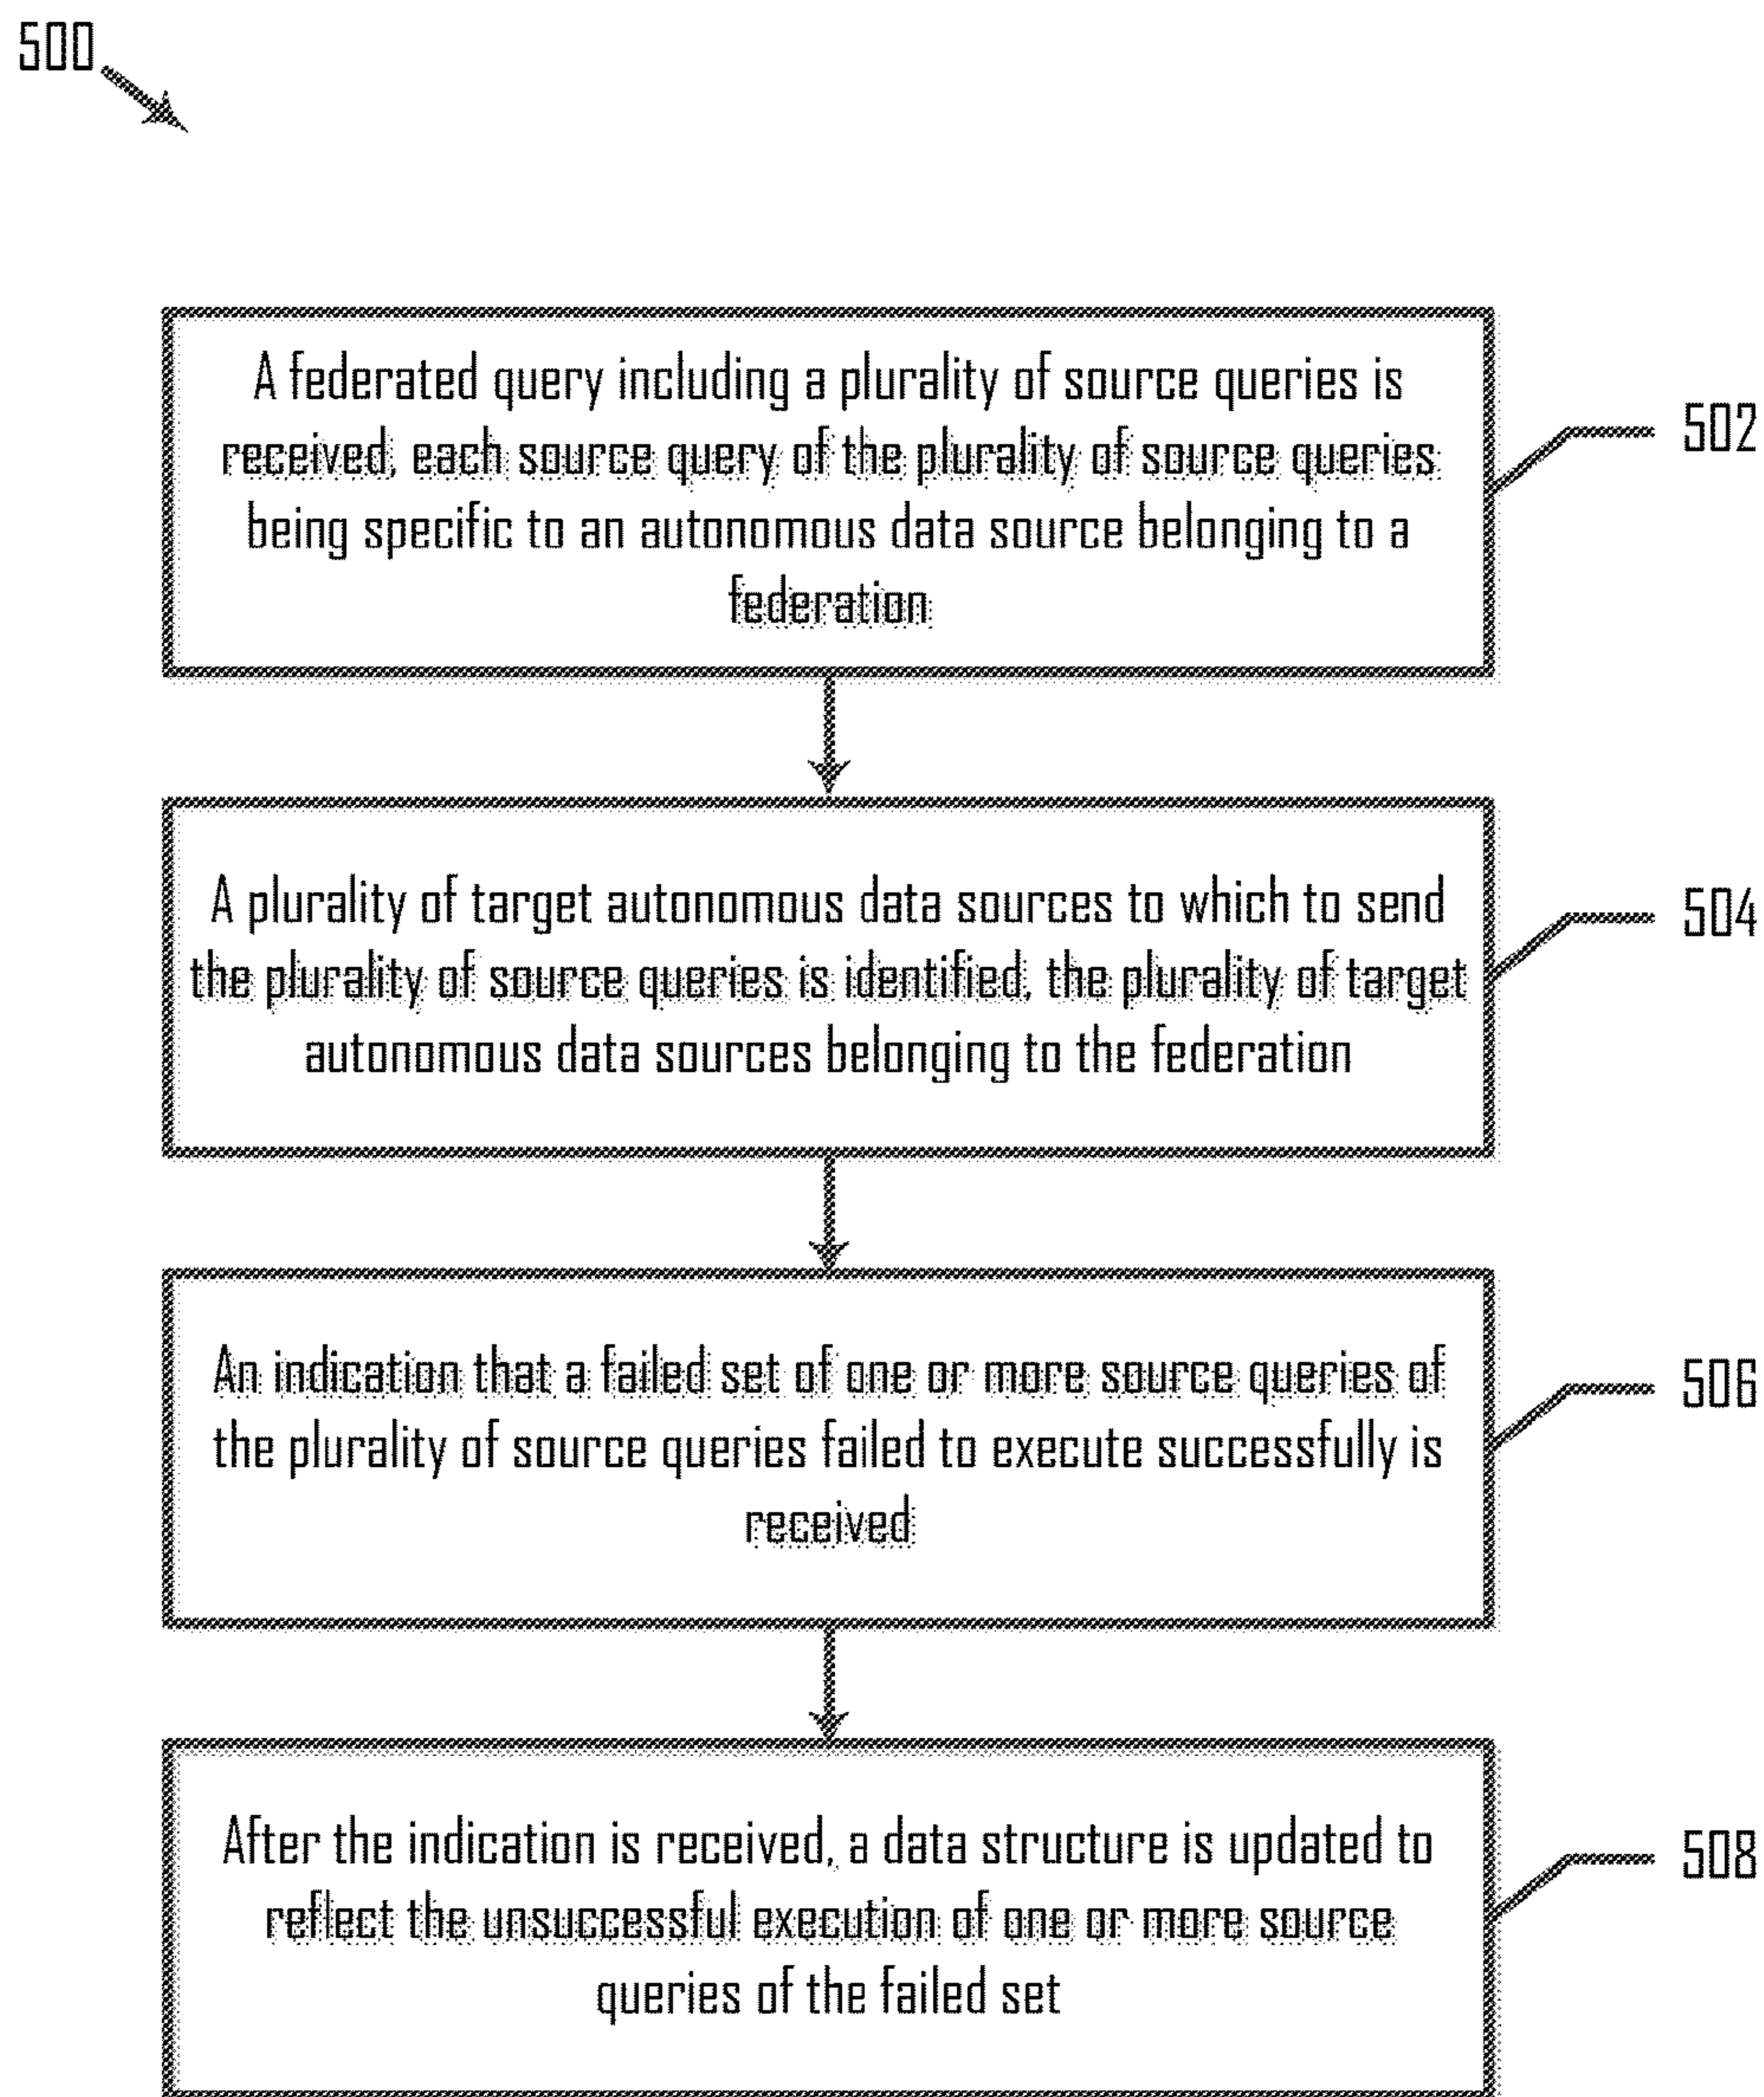 500
A federated query including a plurality of source queries is
received, each source query of the plurality of source queries
being specific to an autonomous data source belonging to a
federation
502
A plurality of target autonomous data sources to which to send
the plurality of source queries is identified, the plurality of target
autonomous data sources belonging to the federation
504
An indication that a failed set of one or more source queries of
the plurality of source queries failed to execute successfully is
received
506
After the indication is received, a data structure is updated to
reflect the unsuccessful execution of one or more source
queries of the failed set
508